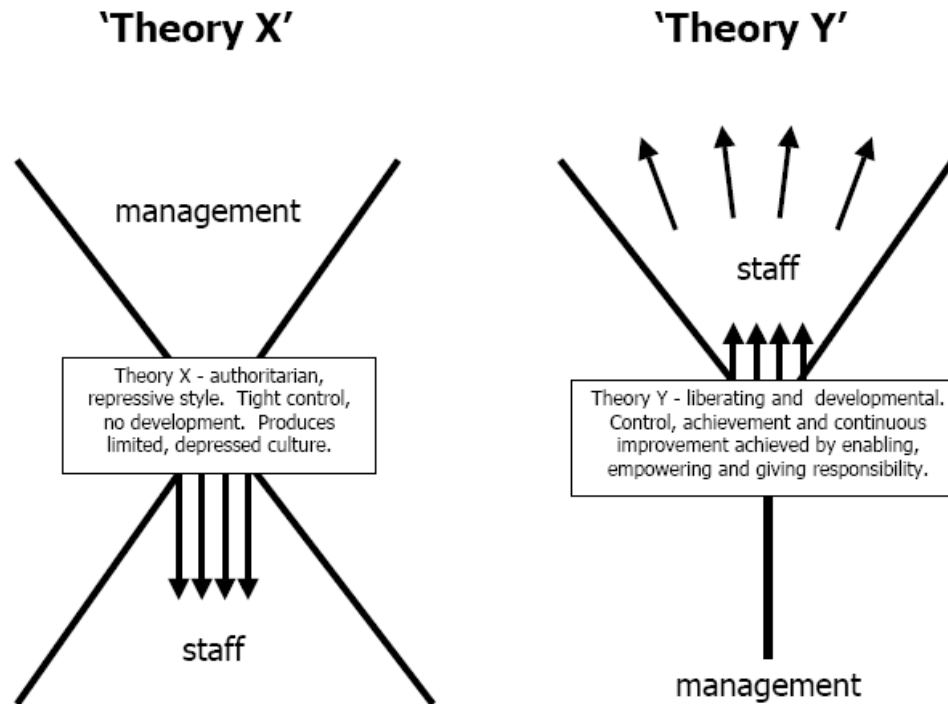 ‘Theory X’
management
Theory X - authoritarian,
repressive style.  Tight control,
no development.  Produces
limited, depressed culture.
staff
‘Theory Y’
staff
Theory Y - liberating and  developmental.
Control, achievement and continuous
improvement achieved by enabling,
empowering and giving responsibility.
management